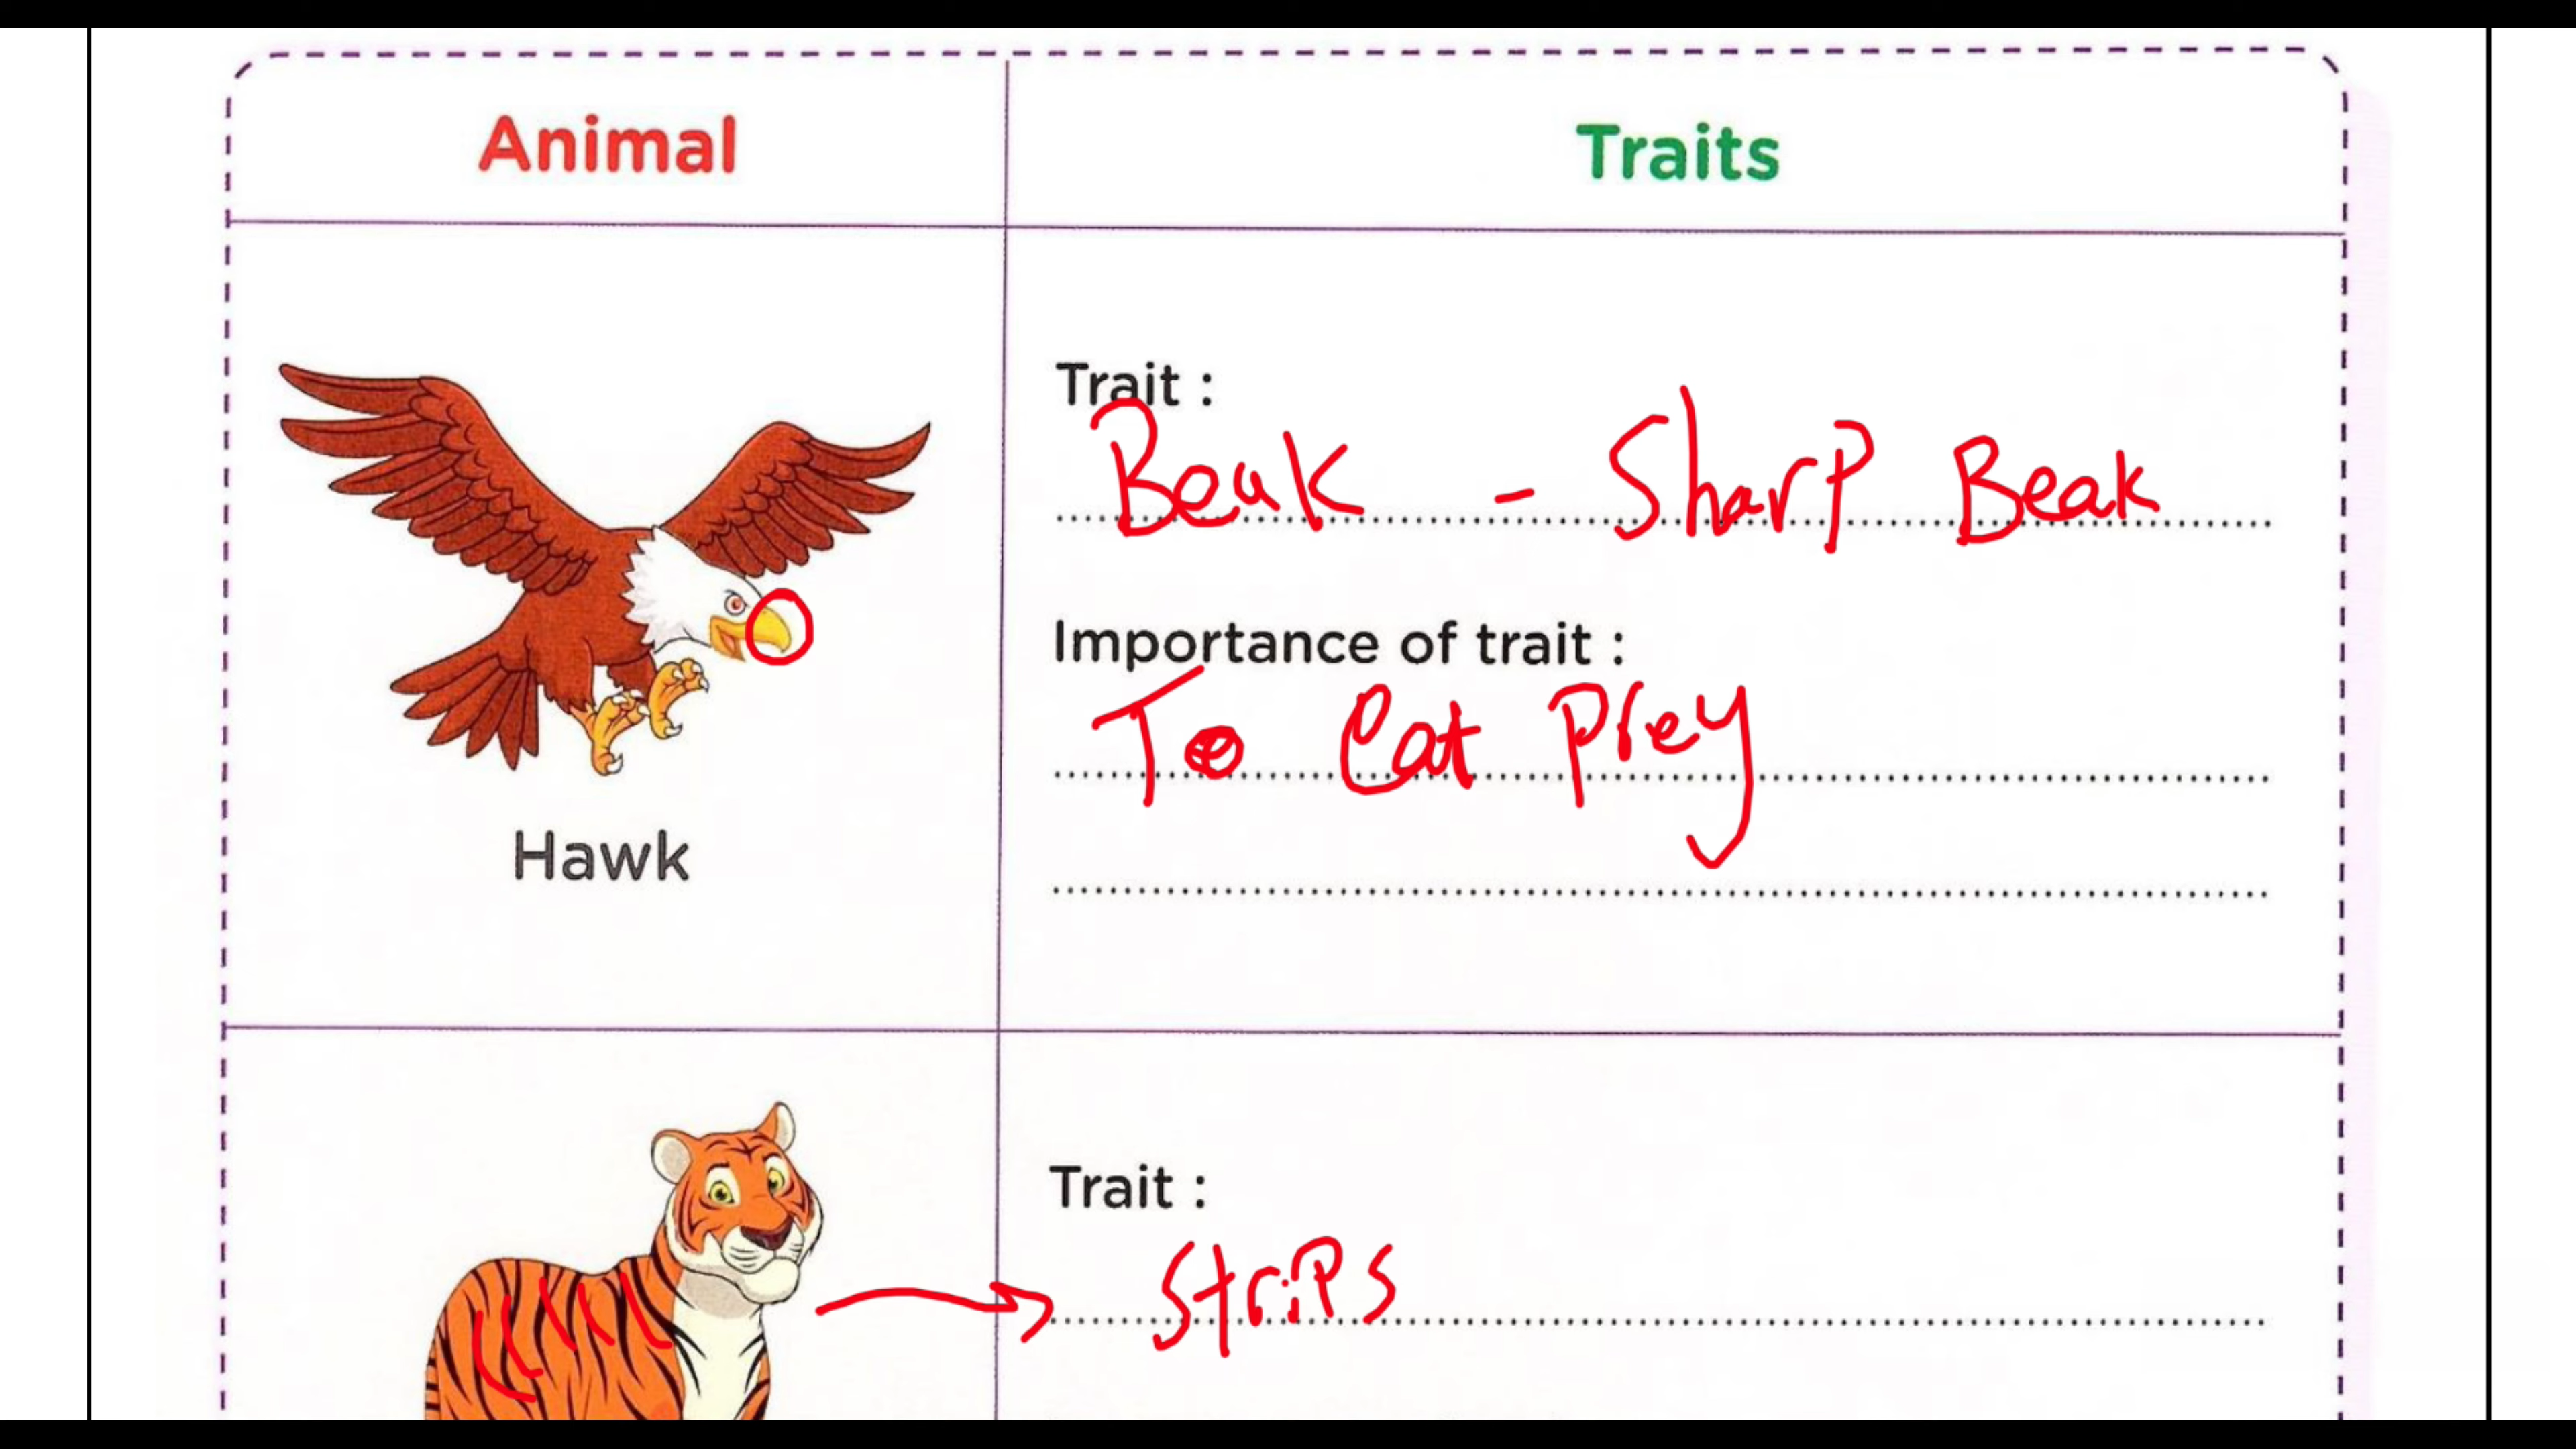 Animal
Traits
Trait :
Beak - Sharp Beak
Importance of trait :
To Eat Prey
Hawk
Trait :
Strips